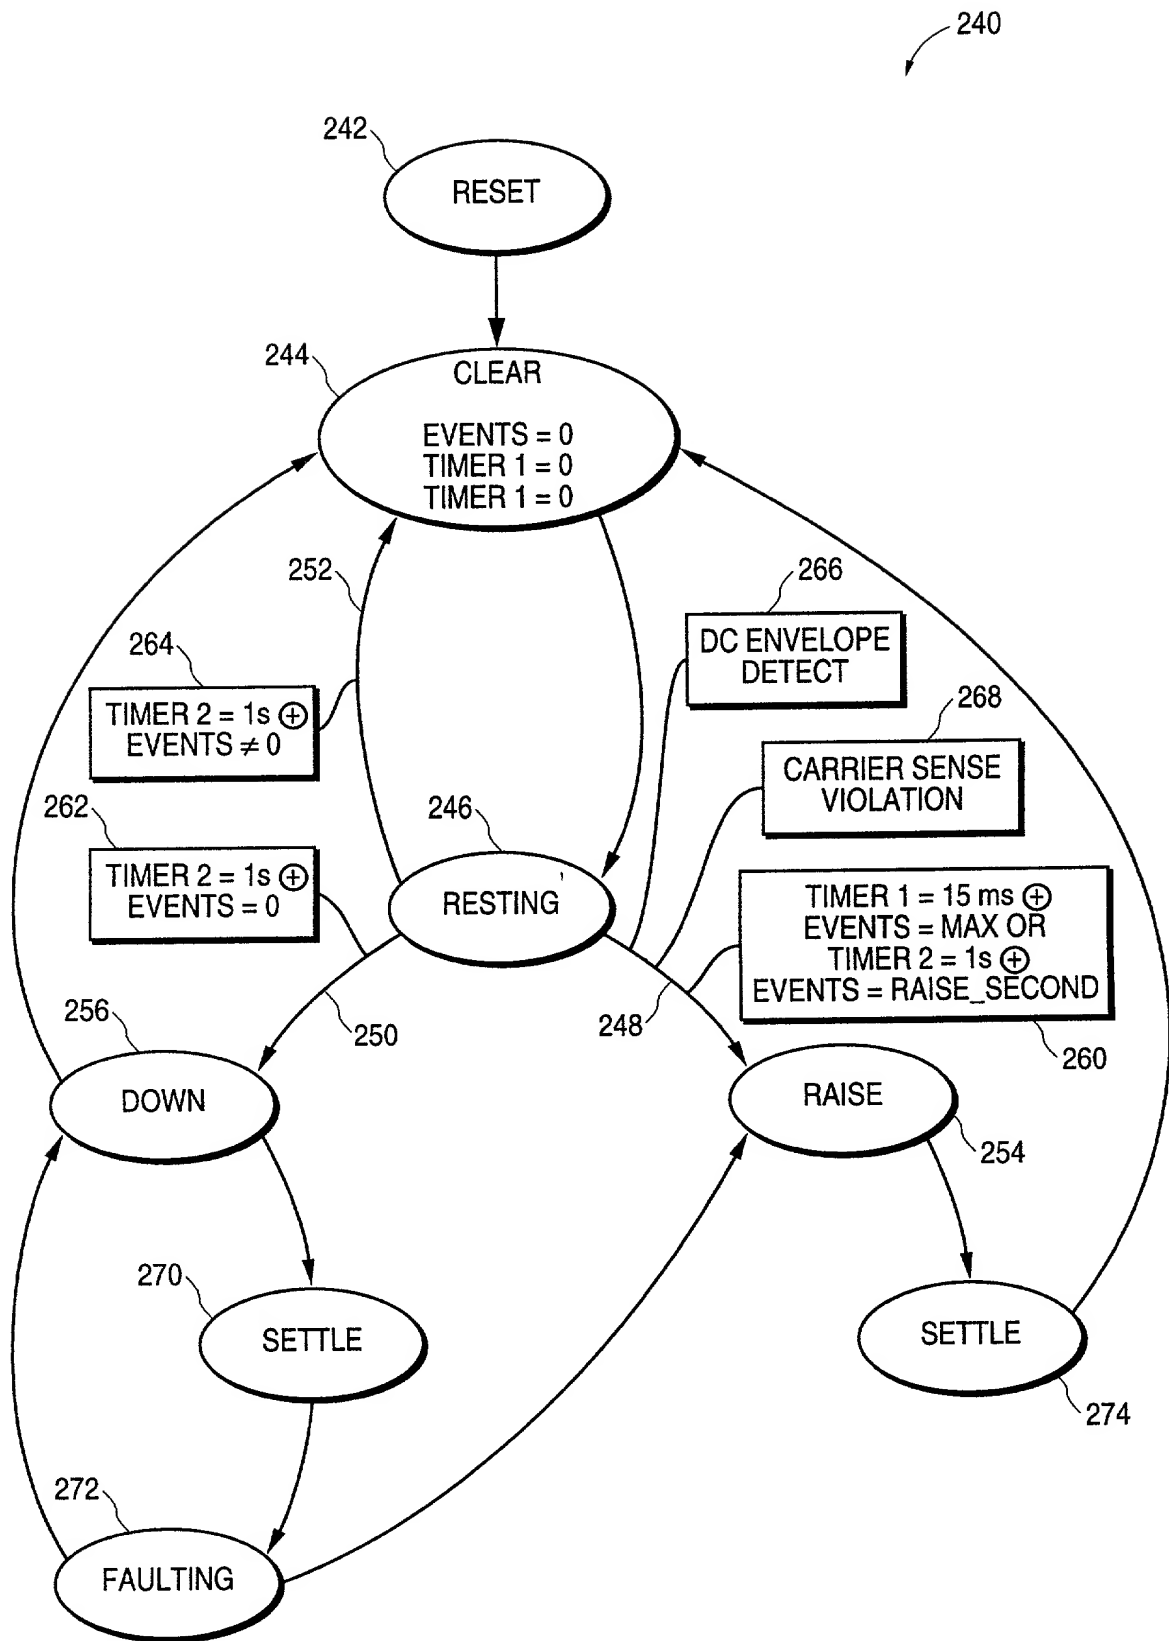 240
242
RESET
244
CLEAR
EVENTS = 0
TIMER 1 = 0
TIMER 1 = 0
252
266
DC ENVELOPE
DETECT
264
TIMER 2 = 1s ⊕
EVENTS ≠ 0
268
CARRIER SENSE
VIOLATION
262
TIMER 2 = 1s ⊕
EVENTS = 0
246
RESTING
TIMER 1 = 15 ms ⊕
EVENTS = MAX OR
TIMER 2 = 1s ⊕
EVENTS = RAISE_SECOND
260
250
248
256
DOWN
RAISE
254
270
SETTLE
SETTLE
274
272
FAULTING